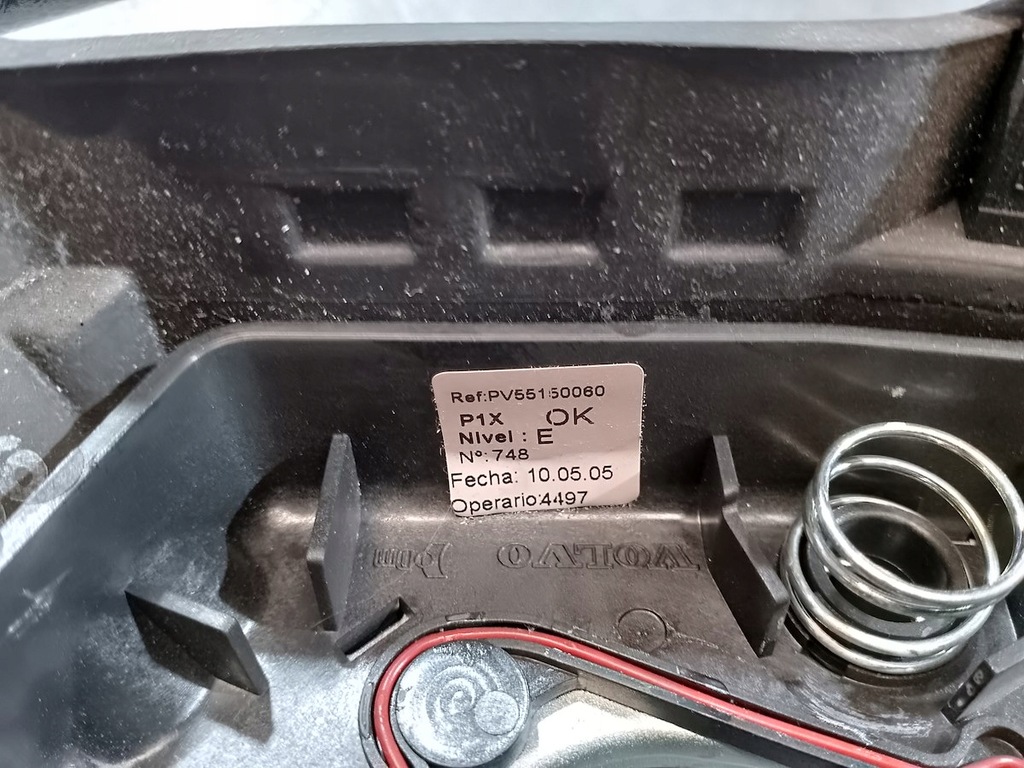 Ref:PV55150060
P1X OK
Nivel : E
Nº:748
Fecha: 10.05.05
Operario:4497
VOLVO